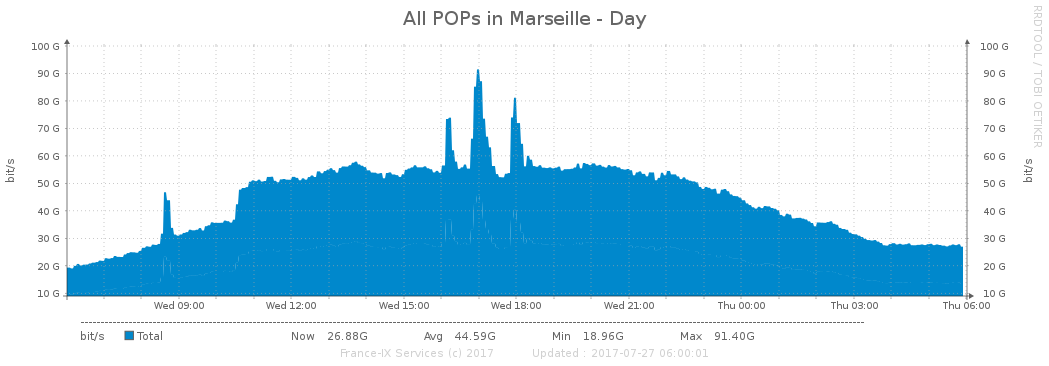 All POPs in Marseille - Day
RRDTOOL / TOBI OETIKER
bit/s
bit/s
100 G 100 G
90 G 90 G
80 G 80 G
70 G 70 G
60 G 60 G
50 G 50 G
40 G 40 G
30 G 30 G
20 G 20 G
10 G 10 G
Wed 09:00 Wed 12:00 Wed 15:00 Wed 18:00 Wed 21:00 Thu 00:00 Thu 03:00 Thu 06:00
bit/s Total Now 26.88G Avg 44.59G Min 18.96G Max 91.40G
France-IX Services (c) 2017 Updated : 2017-07-27 06:00:01